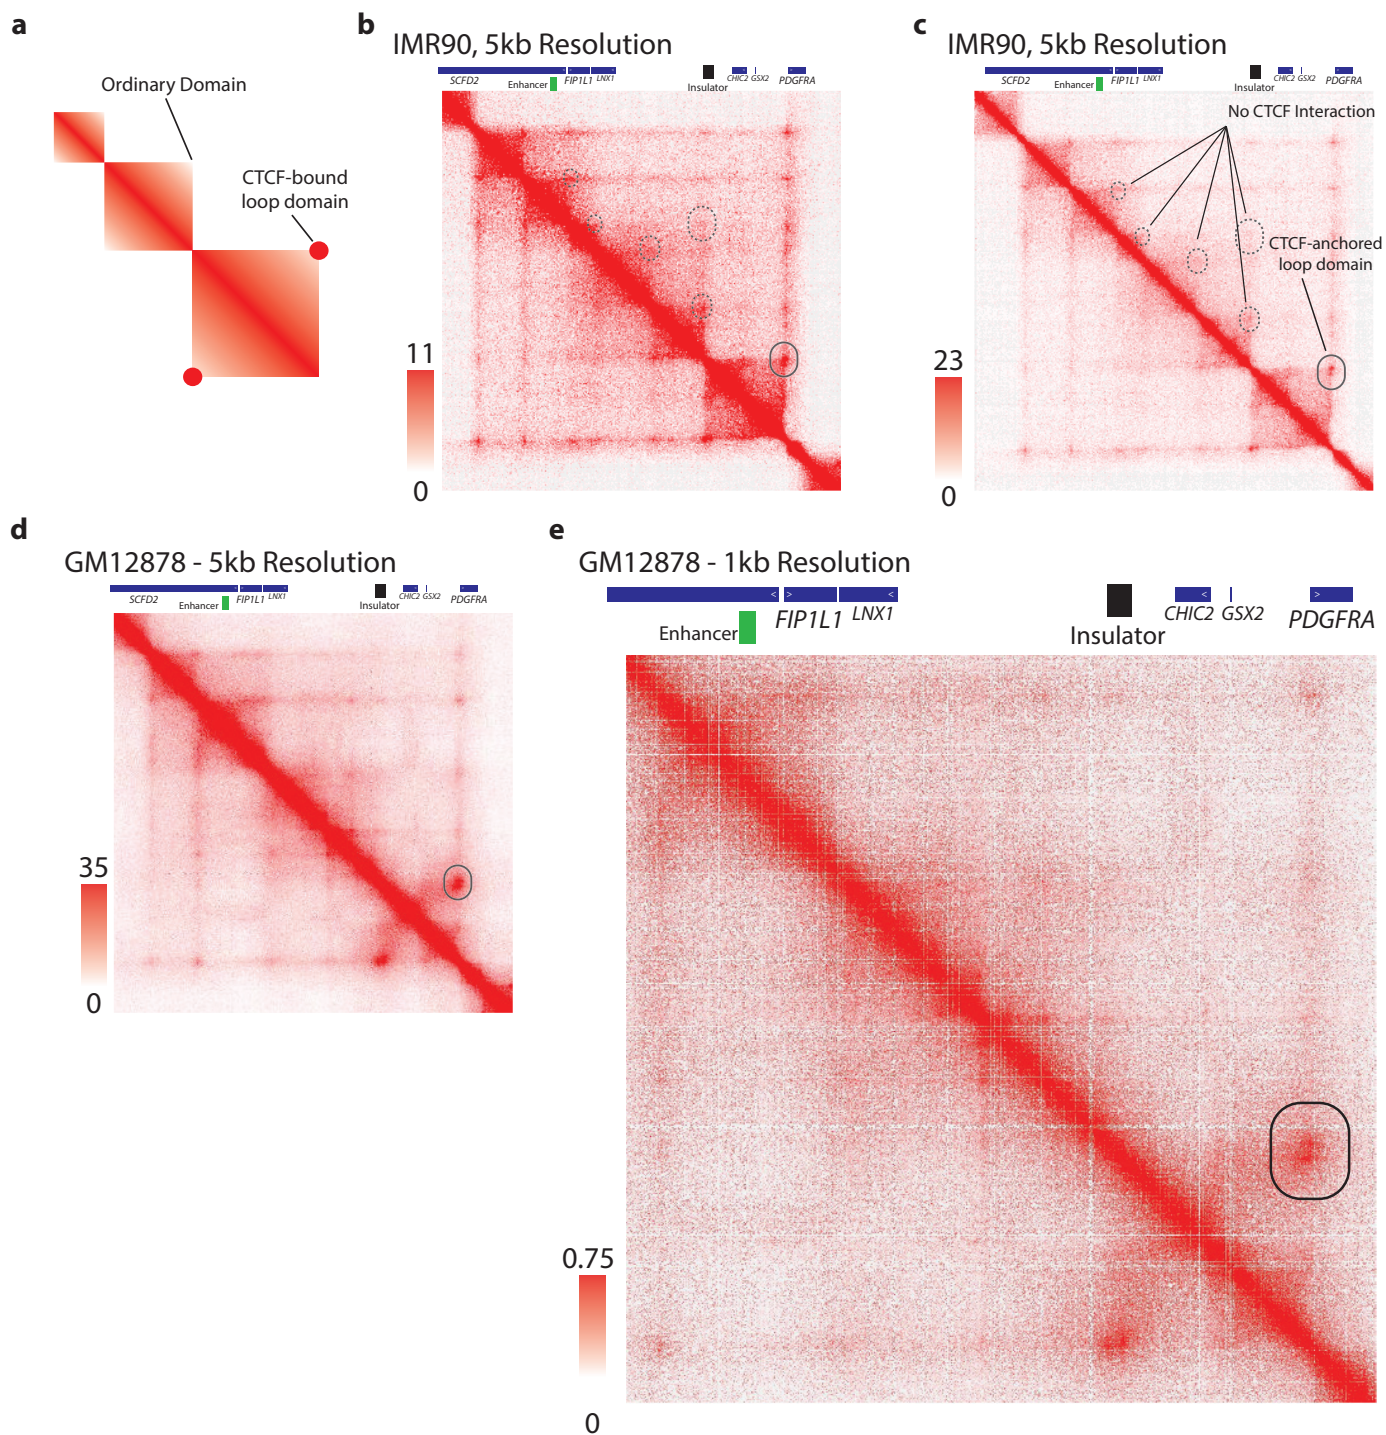 a
Ordinary Domain
CTCF-bound
loop domain
b
IMR90, 5kb Resolution
SCFD2
FIP1L1
LNX1
CHIC2
GSX2
PDGFRA
Enhancer
Insulator
11
0
c
IMR90, 5kb Resolution
SCFD2
FIP1L1
LNX1
CHIC2
GSX2
PDGFRA
Enhancer
Insulator
No CTCF Interaction
CTCF-anchored
loop domain
23
0
d
GM12878 - 5kb Resolution
SCFD2
FIP1L1
LNX1
CHIC2
GSX2
PDGFRA
Enhancer
Insulator
35
0
e
GM12878 - 1kb Resolution
< > < < >
FIP1L1
LNX1
CHIC2
GSX2
PDGFRA
Enhancer
Insulator
0.75
0